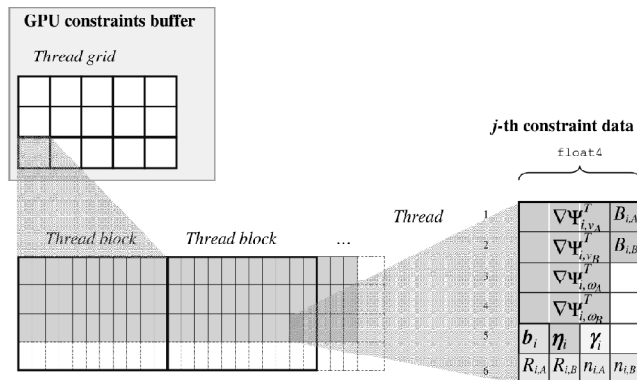 GPU constraints buffer
Thread grid
j-th constraint data
float4
Thread
Thread block
Thread block
...
1
∇Ψ^T_{i,v_A} B_{i,A}
2
∇Ψ^T_{i,v_B} B_{i,B}
3
∇Ψ^T_{i,ω_A}
4
∇Ψ^T_{i,ω_B}
5
b_i η_i γ_i
6
R_{i,A} R_{i,B} n_{i,A} n_{i,B}